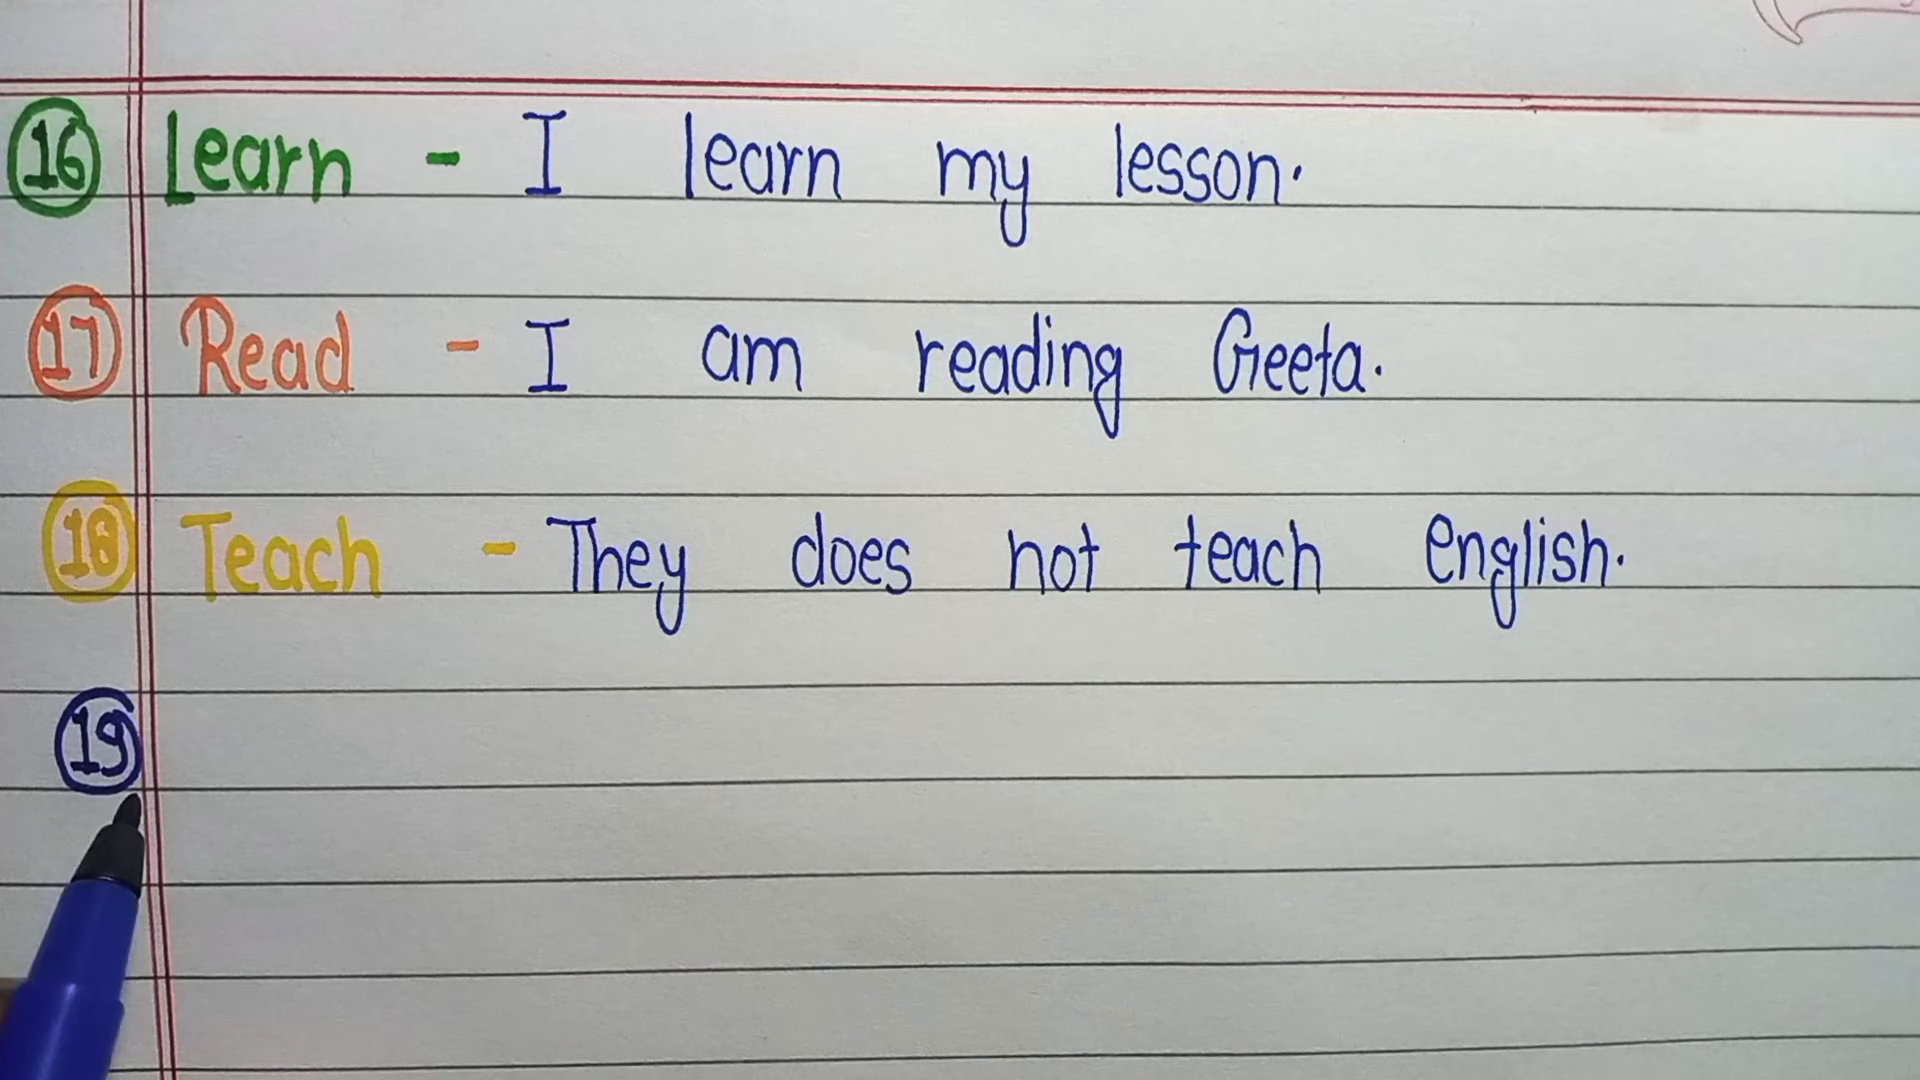 16 Learn - I learn my lesson.
17 Read - I am reading Geeta.
18 Teach - They does not teach English.
19